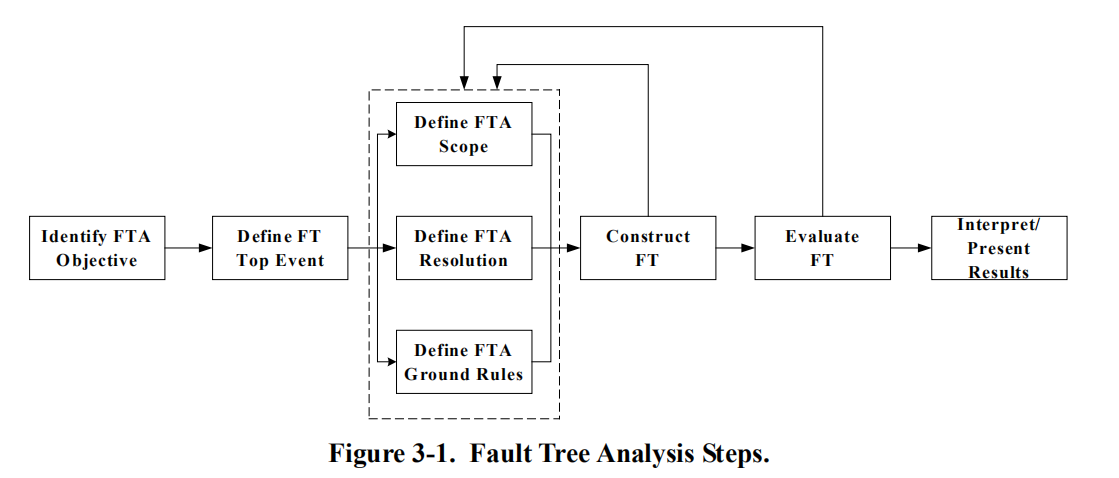 Define FTA
Scope
Identify FTA
Objective
Define FT
Top Event
Define FTA
Resolution
Construct
FT
Evaluate
FT
Interpret/
Present
Results
Define FTA
Ground Rules
Figure 3-1. Fault Tree Analysis Steps.